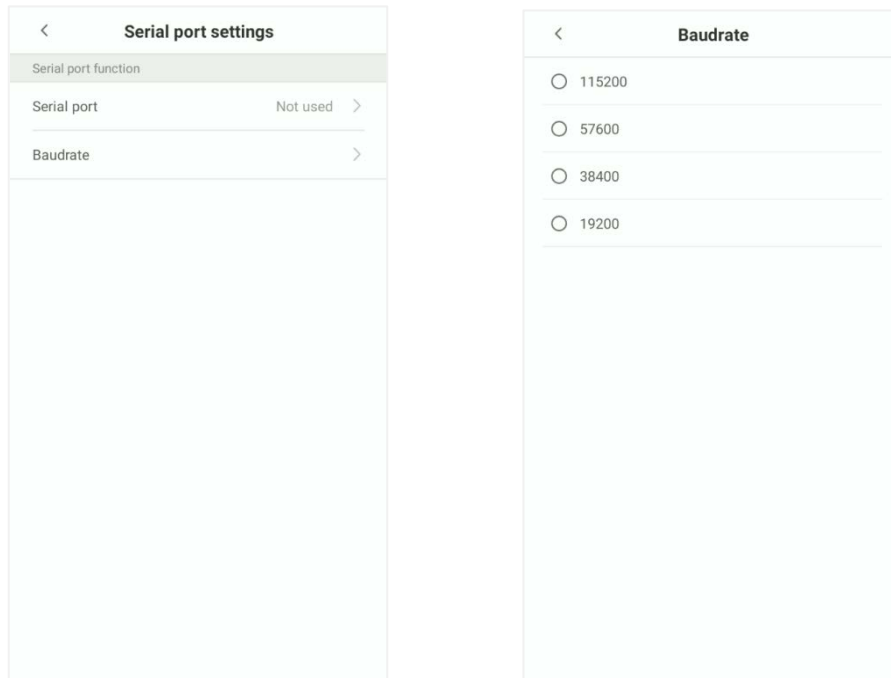 Serial port settings
Serial port function
Serial port Not used
Baudrate
Baudrate
115200
57600
38400
19200